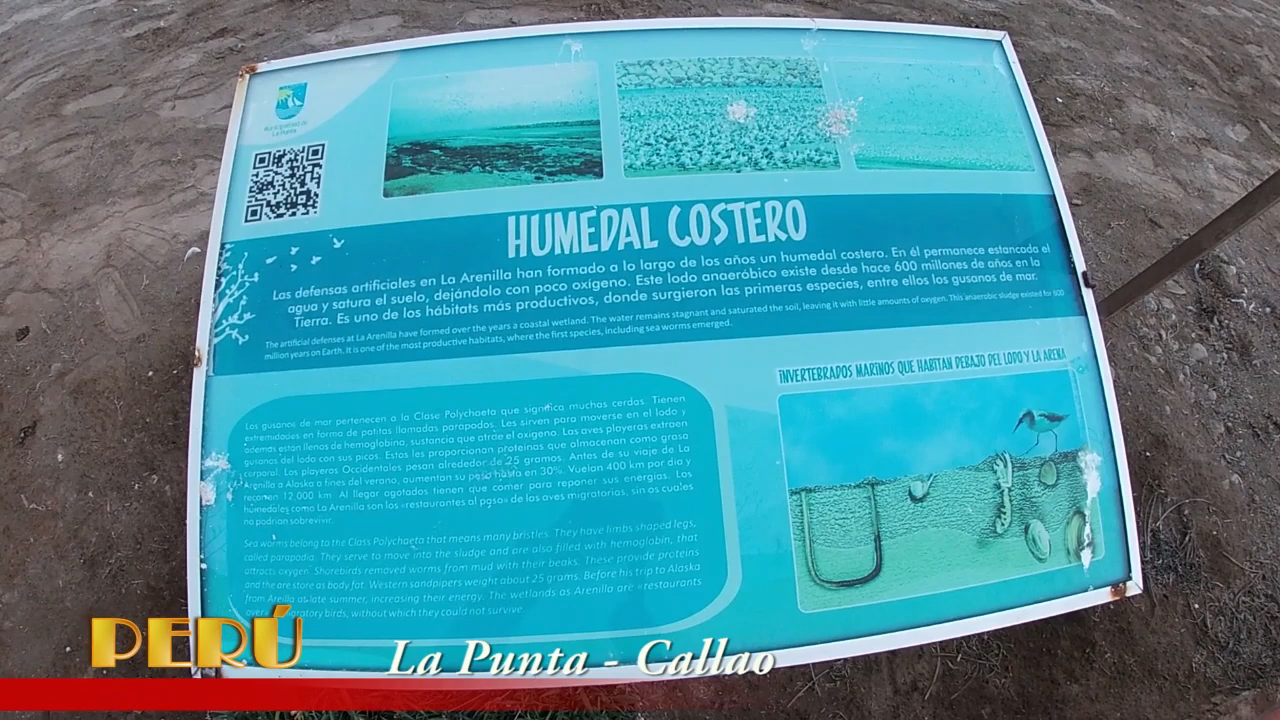 Municipalidad de
La Punta
HUMEDAL COSTERO
Las defensas artificiales en La Arenilla han formado a lo largo de los años un humedal costero. En él permanece estancada el
agua y satura el suelo, dejándolo con poco oxígeno. Este lodo anaeróbico existe desde hace 600 millones de años en la
Tierra. Es uno de los hábitats más productivos, donde surgieron las primeras especies, entre ellos los gusanos de mar.
The artificial defenses at La Arenilla have formed over the years a coastal wetland. The water remains stagnant and saturated the soil, leaving it with little amounts of oxygen. This anaerobic sludge existed for 600
million years on Earth. It is one of the most productive habitats, where the first species, including sea worms emerged.
INVERTEBRADOS MARINOS QUE HABITAN DEBAJO DEL LODO Y LA ARENA
Los gusanos de mar pertenecen a la Clase Polychaeta que significa muchas cerdas. Tienen
extremidades en forma de patitas llamadas parápodos. Les sirven para moverse en el lodo y
además están llenos de hemoglobina, sustancia que atrae el oxígeno. Las aves playeras extraen
gusanos del lodo con sus picos. Estos les proporcionan proteínas que almacenan como grasa
corporal. Los playeros Occidentales pesan alrededor de 25 gramos. Antes de su viaje de La
Arenilla a Alaska a fines del verano, aumentan su peso hasta en 30%. Vuelan 400 km por día y
recorren 12,000 km. Al llegar agotados tienen que comer para reponer sus energías. Los
humedales como La Arenilla son los «restaurantes al paso» de las aves migratorias, sin os cuales
no podrían sobrevivir.
Sea worms belong to the Class Polychaeta that means many bristles. They have limbs shaped legs,
called parapodia. They serve to move into the sludge and are also filled with hemoglobin, that
attracts oxygen. Shorebirds removed worms from mud with their beaks. These provide proteins
and the are store as body fat. Western sandpipers weight about 25 grams. Before his trip to Alaska
from Areilla at late summer, increasing their energy. The wetlands as Arenilla are «restaurants
over migratory birds, without which they could not survive.
PERÚ
La Punta - Callao